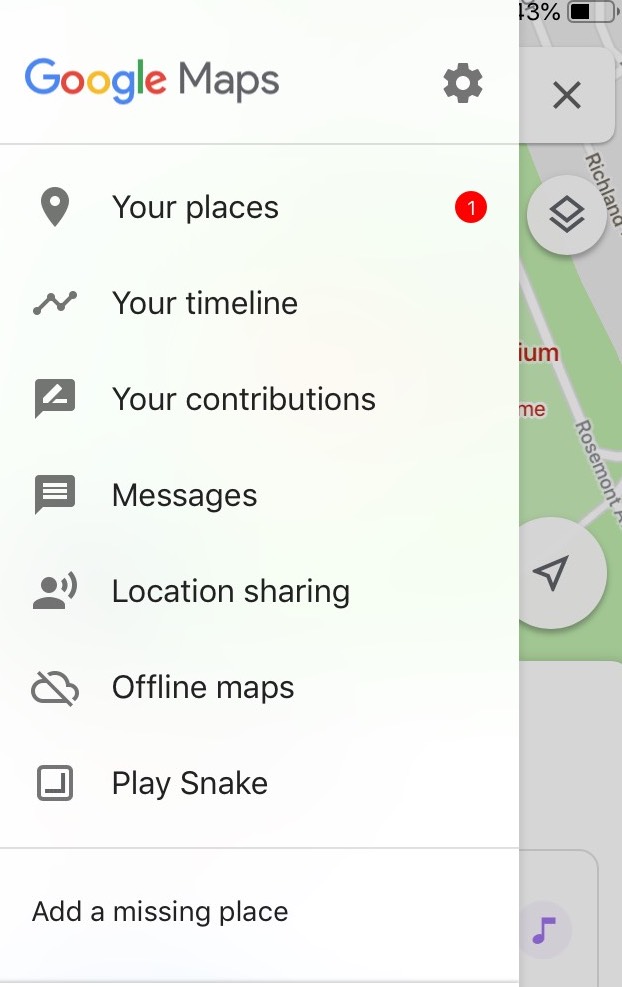 43%
Google Maps
Your places
1
Your timeline
Your contributions
Messages
Location sharing
Offline maps
Play Snake
Add a missing place
Richland
ium
me
Rosemont A